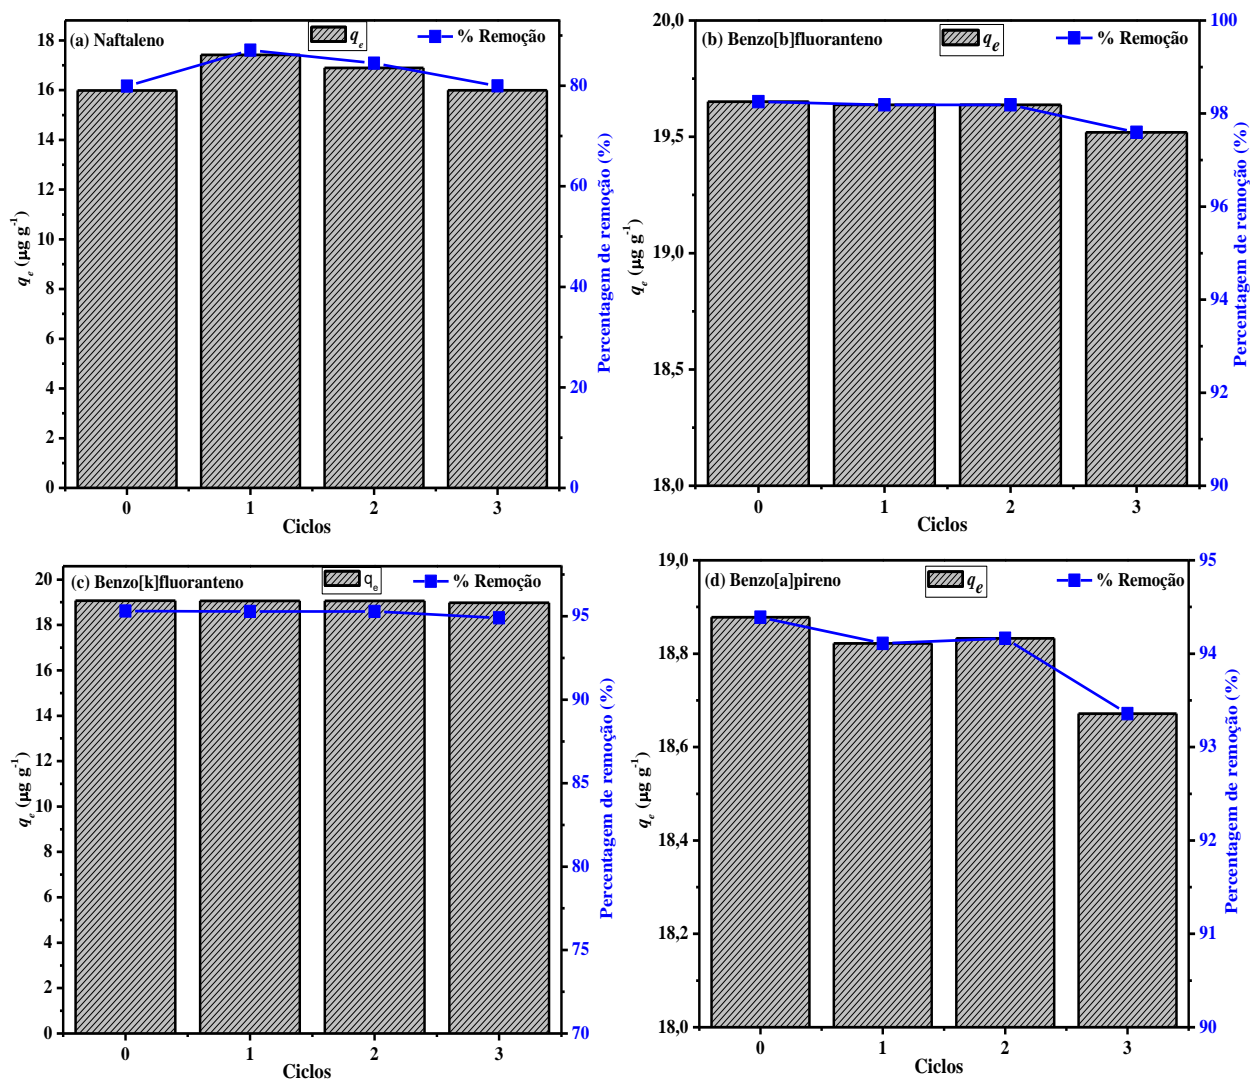 (a) Naftaleno
qe
% Remoção
18
16
14
12
10
8
6
4
2
0
qe (µg g-1)
80
60
40
20
0
Percentagem de remoção (%)
0 1 2 3
Ciclos
(b) Benzo[b]fluoranteno
qe
% Remoção
20,0
19,5
19,0
18,5
18,0
qe (µg g-1)
100
98
96
94
92
90
Percentagem de remoção (%)
0 1 2 3
Ciclos
(c) Benzo[k]fluoranteno
qe
% Remoção
20
18
16
14
12
10
8
6
4
2
0
qe (µg g-1)
95
90
85
80
75
70
Percentagem de remoção (%)
0 1 2 3
Ciclos
(d) Benzo[a]pireno
qe
% Remoção
19,0
18,8
18,6
18,4
18,2
18,0
qe (µg g-1)
95
94
93
92
91
90
Percentagem de remoção (%)
0 1 2 3
Ciclos